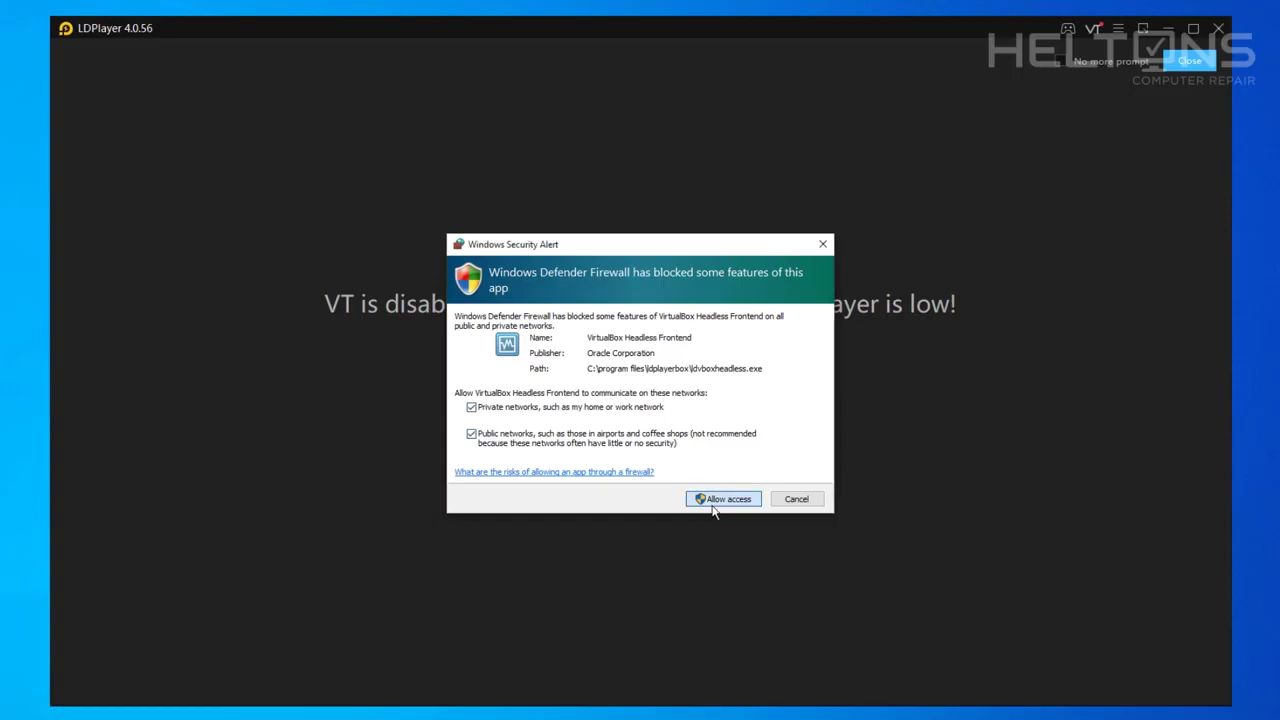 LDPlayer 4.0.56
VT
HELTONS
COMPUTER REPAIR
No more prompt
Close
Windows Security Alert
VT is disab
ayer is low!
Windows Defender Firewall has blocked some features of this
app
Windows Defender Firewall has blocked some features of VirtualBox Headless Frontend on all
public and private networks.
Name: VirtualBox Headless Frontend
Publisher: Oracle Corporation
Path: C:\program files\ldplayerbox\ldvboxheadless.exe
Allow VirtualBox Headless Frontend to communicate on these networks:
Private networks, such as my home or work network
Public networks, such as those in airports and coffee shops (not recommended
because these networks often have little or no security)
What are the risks of allowing an app through a firewall?
Allow access
Cancel